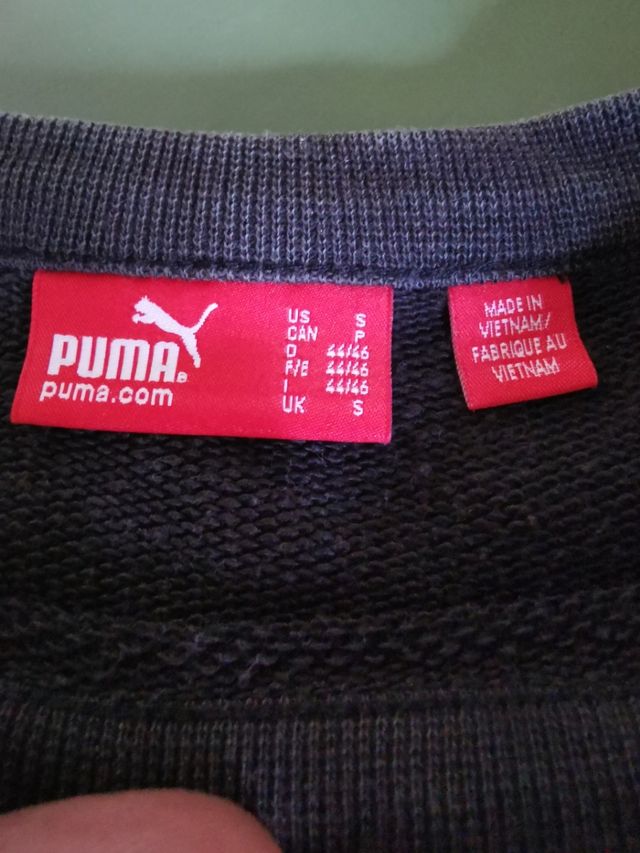 PUMA®
puma.com
US S
CAN P
D 44/46
F/E 44/46
I 44/46
UK S
MADE IN
VIETNAM/
FABRIQUE AU
VIETNAM